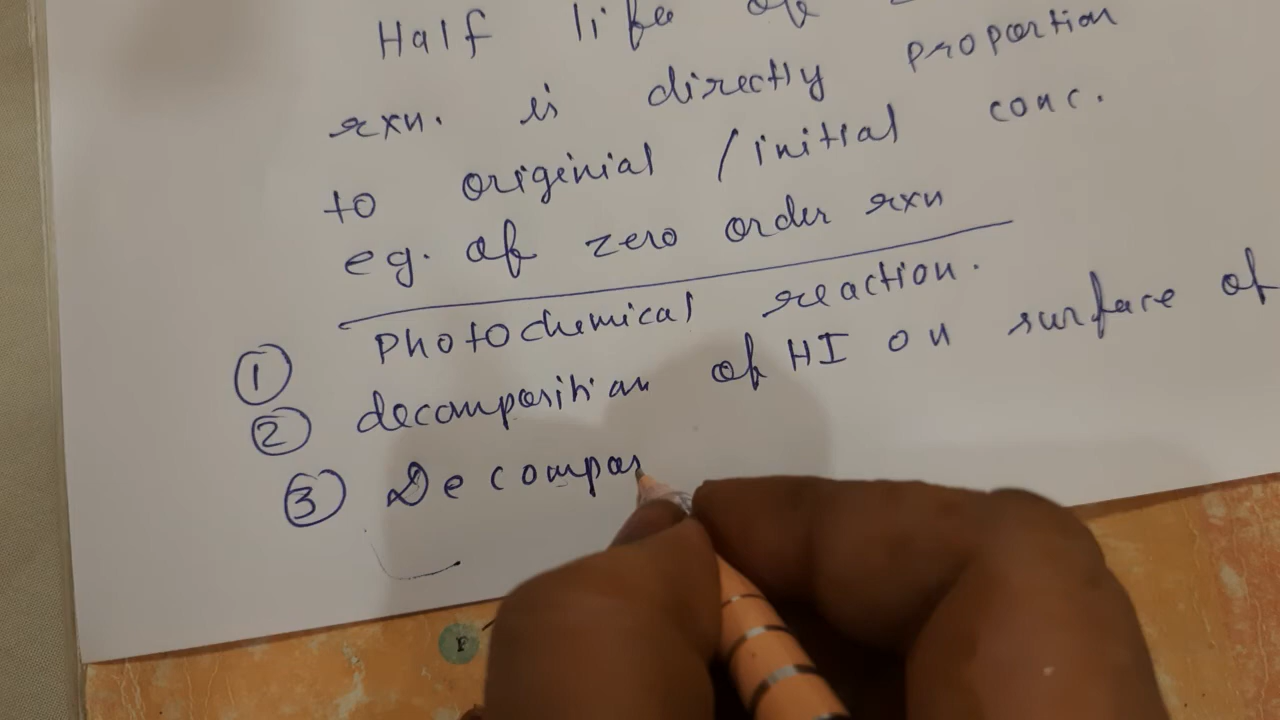 Half life of
rxn. is directly proportion
to origenial / initial conc.
eg. of zero order rxn
① Photochemical reaction.
② decomposition of HI on surface of
③ Decompos
F